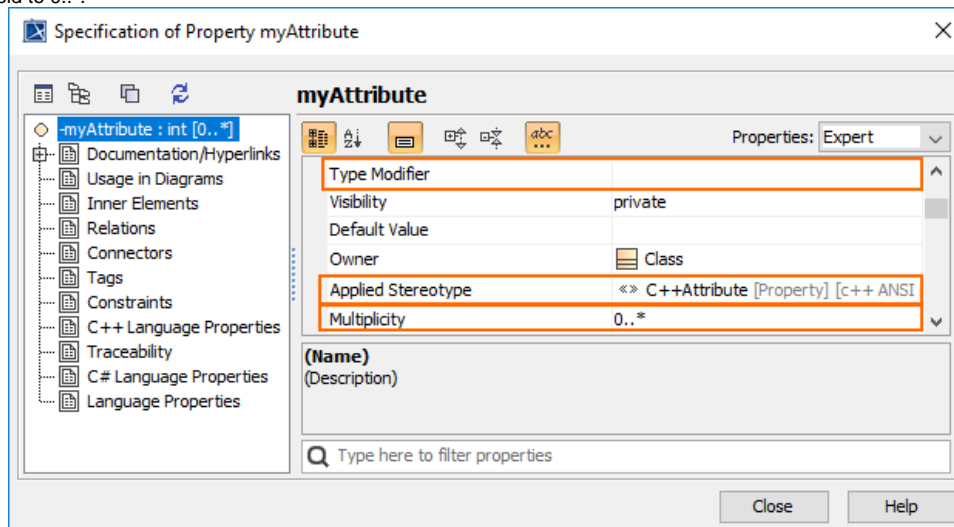 Specification of Property myAttribute
myAttribute
-myAttribute : int [0..*]
Documentation/Hyperlinks
Usage in Diagrams
Inner Elements
Relations
Connectors
Tags
Constraints
C++ Language Properties
Traceability
C# Language Properties
Language Properties
abc
Properties: Expert
Type Modifier
Visibility private
Default Value
Owner Class
Applied Stereotype «» C++Attribute [Property] [c++ ANSI
Multiplicity 0..*
(Name)
(Description)
Type here to filter properties
Close Help